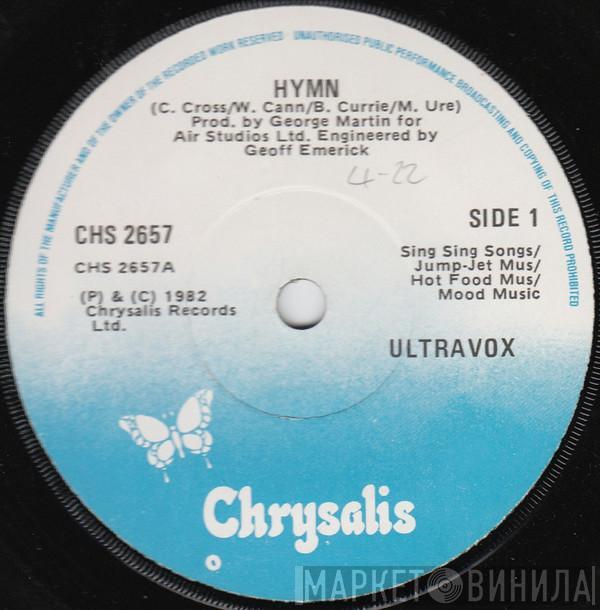 ALL RIGHTS OF THE MANUFACTURER AND OF THE OWNER OF THE RECORDED WORK RESERVED · UNAUTHORISED PUBLIC PERFORMANCE BROADCASTING AND COPYING OF THIS RECORD PROHIBITED
HYMN
(C. Cross/W. Cann/B. Currie/M. Ure)
Prod. by George Martin for
Air Studios Ltd. Engineered by
Geoff Emerick
4-22
CHS 2657
SIDE 1
CHS 2657A
Sing Sing Songs/
Jump-Jet Mus/
Hot Food Mus/
Mood Music
(P) & (C) 1982
Chrysalis Records
Ltd.
ULTRAVOX
Chrysalis
МАРКЕТ ВИНИЛА